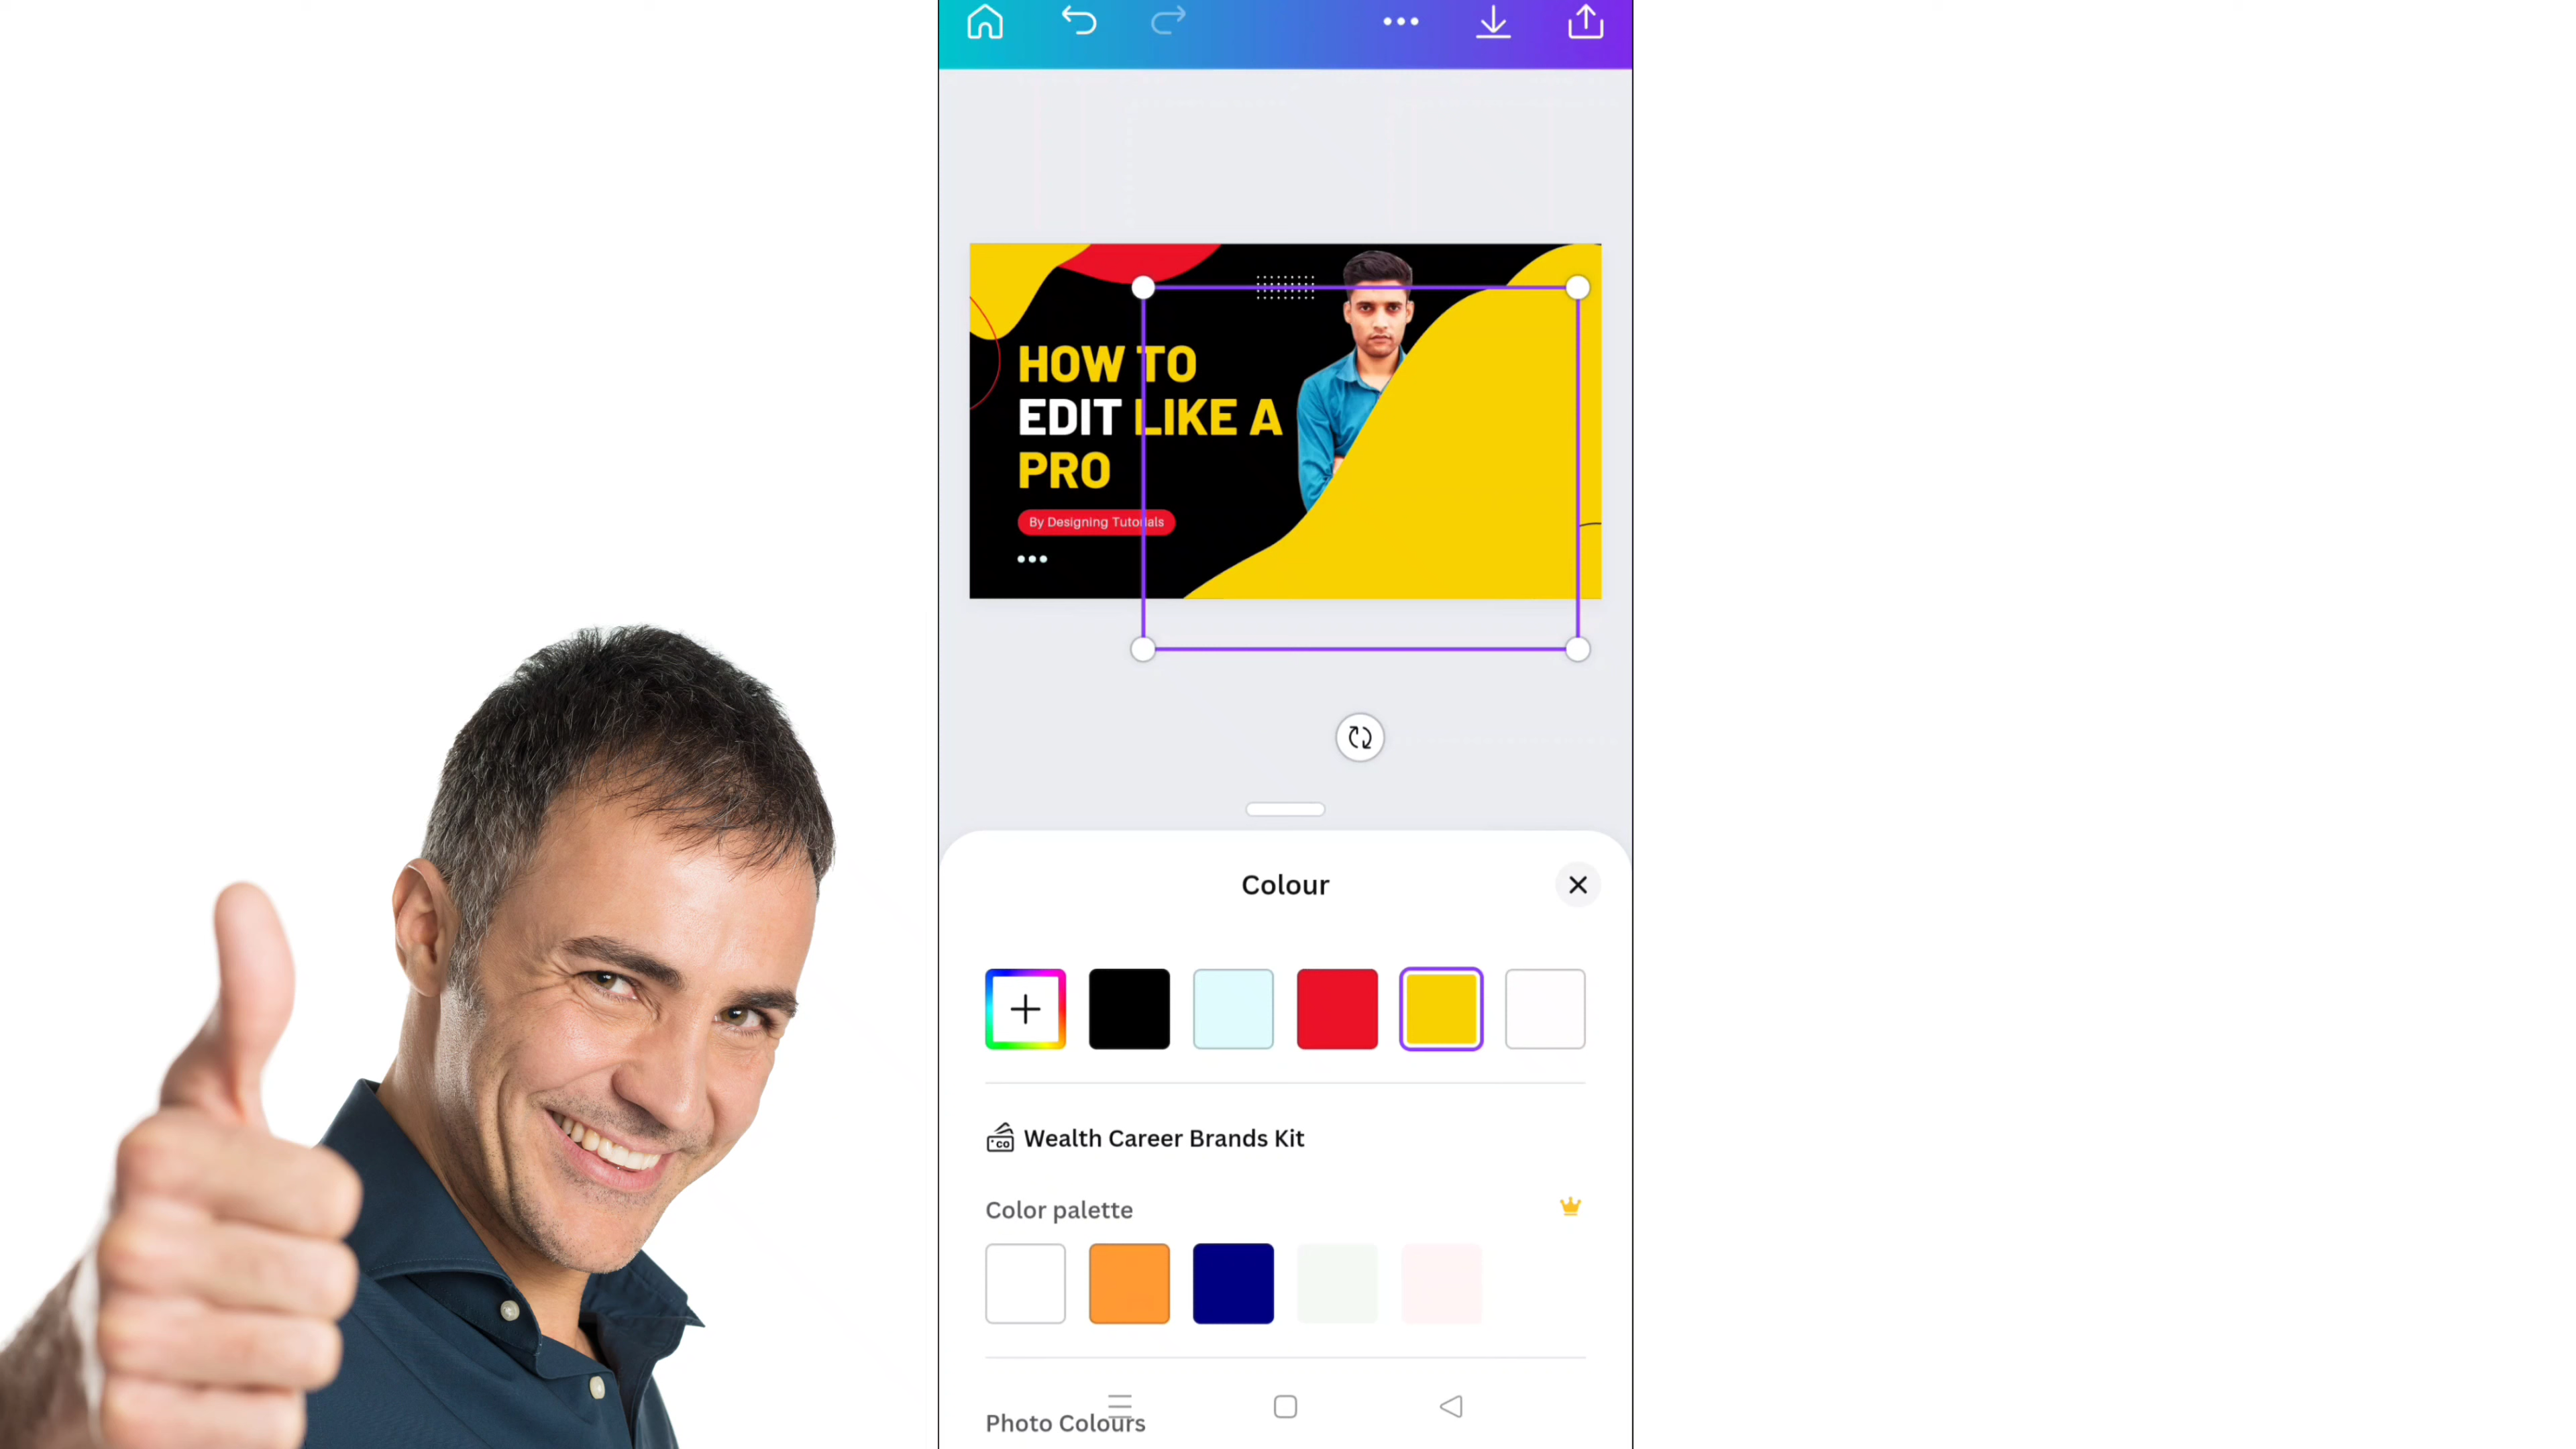 HOW TO
EDIT LIKE A
PRO
By Designing Tutorials
Colour
Wealth Career Brands Kit
Color palette
Photo Colours